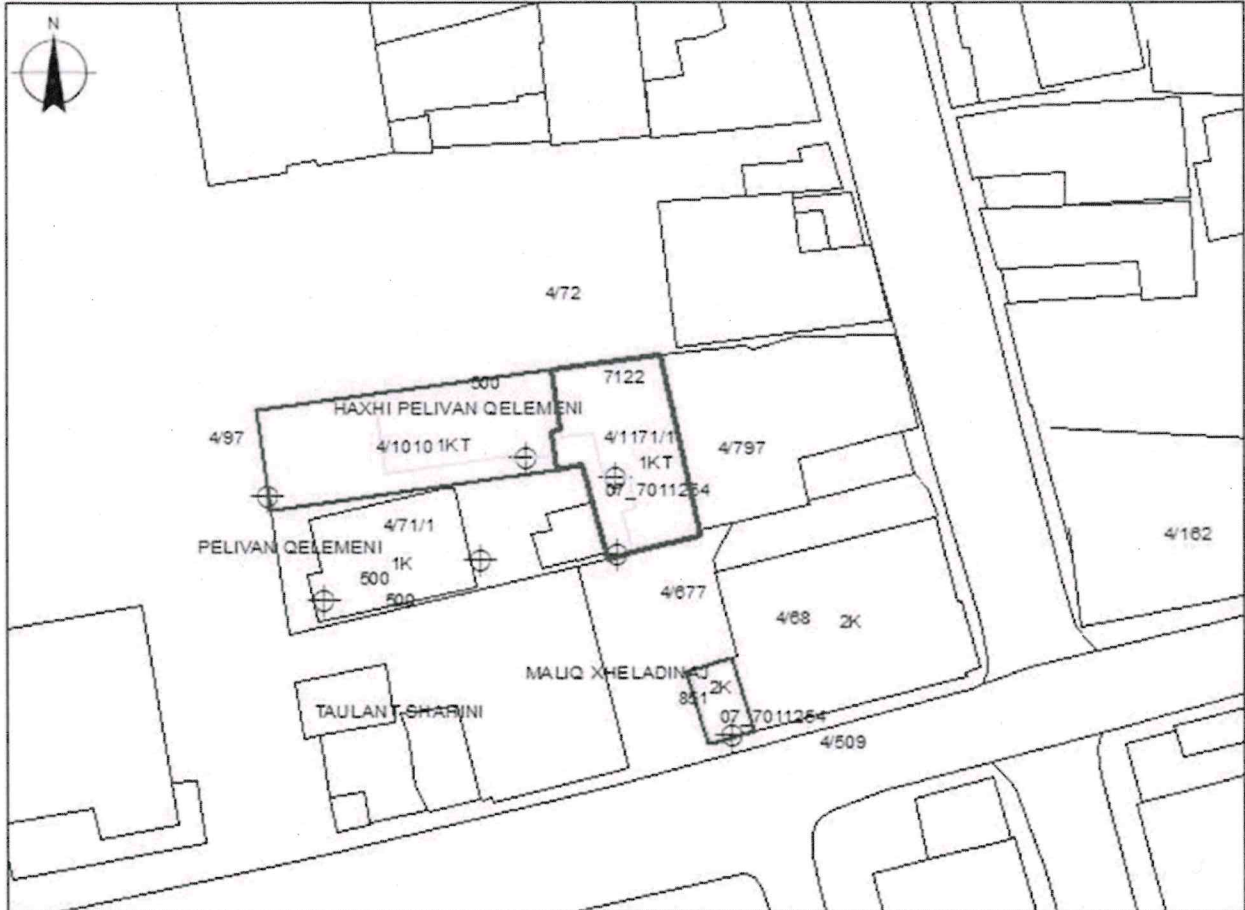 N
4/72
500
7122
HAXHI PELIVAN QELEMENI
4/97
4/1010 1KT
4/1171/1
4/797
1KT
07_7011254
4/71/1
4/162
PELIVAN QELEMENI
1K
500
500
4/677
4/68 2K
MALIQ XHELADINAJ
2K
851
TAULANT SHARINI
07_7011254
4/509